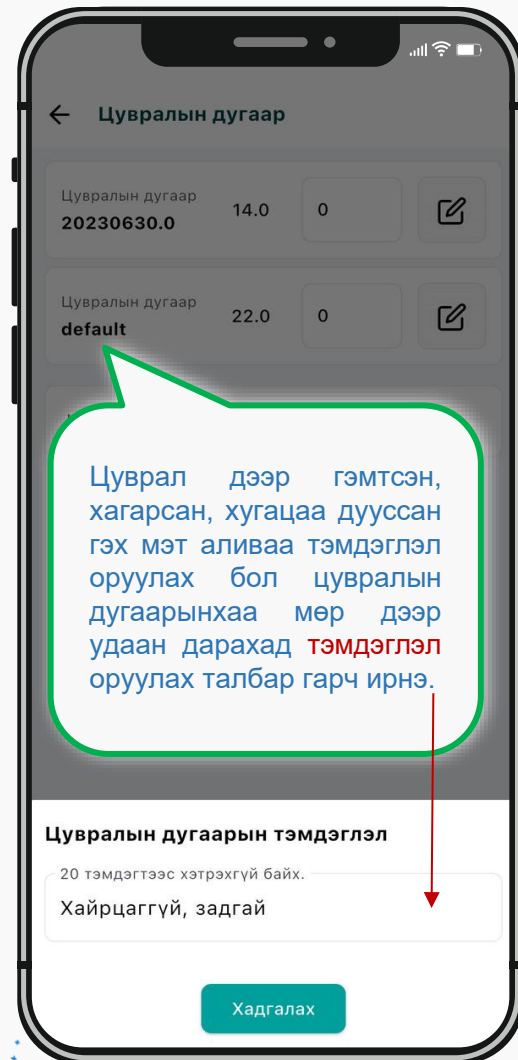 Цувралын дугаар
Цувралын дугаар
20230630.0
14.0
0
Цувралын дугаар
default
22.0
0
Цуврал дээр гэмтсэн,
хагарсан, хугацаа дууссан
гэх мэт аливаа тэмдэглэл
оруулах бол цувралын
дугаарынхаа мөр дээр
удаан дарахад тэмдэглэл
оруулах талбар гарч ирнэ.
Цувралын дугаарын тэмдэглэл
20 тэмдэгтээс хэтрэхгүй байх.
Хайрцаггүй, задгай
Хадгалах